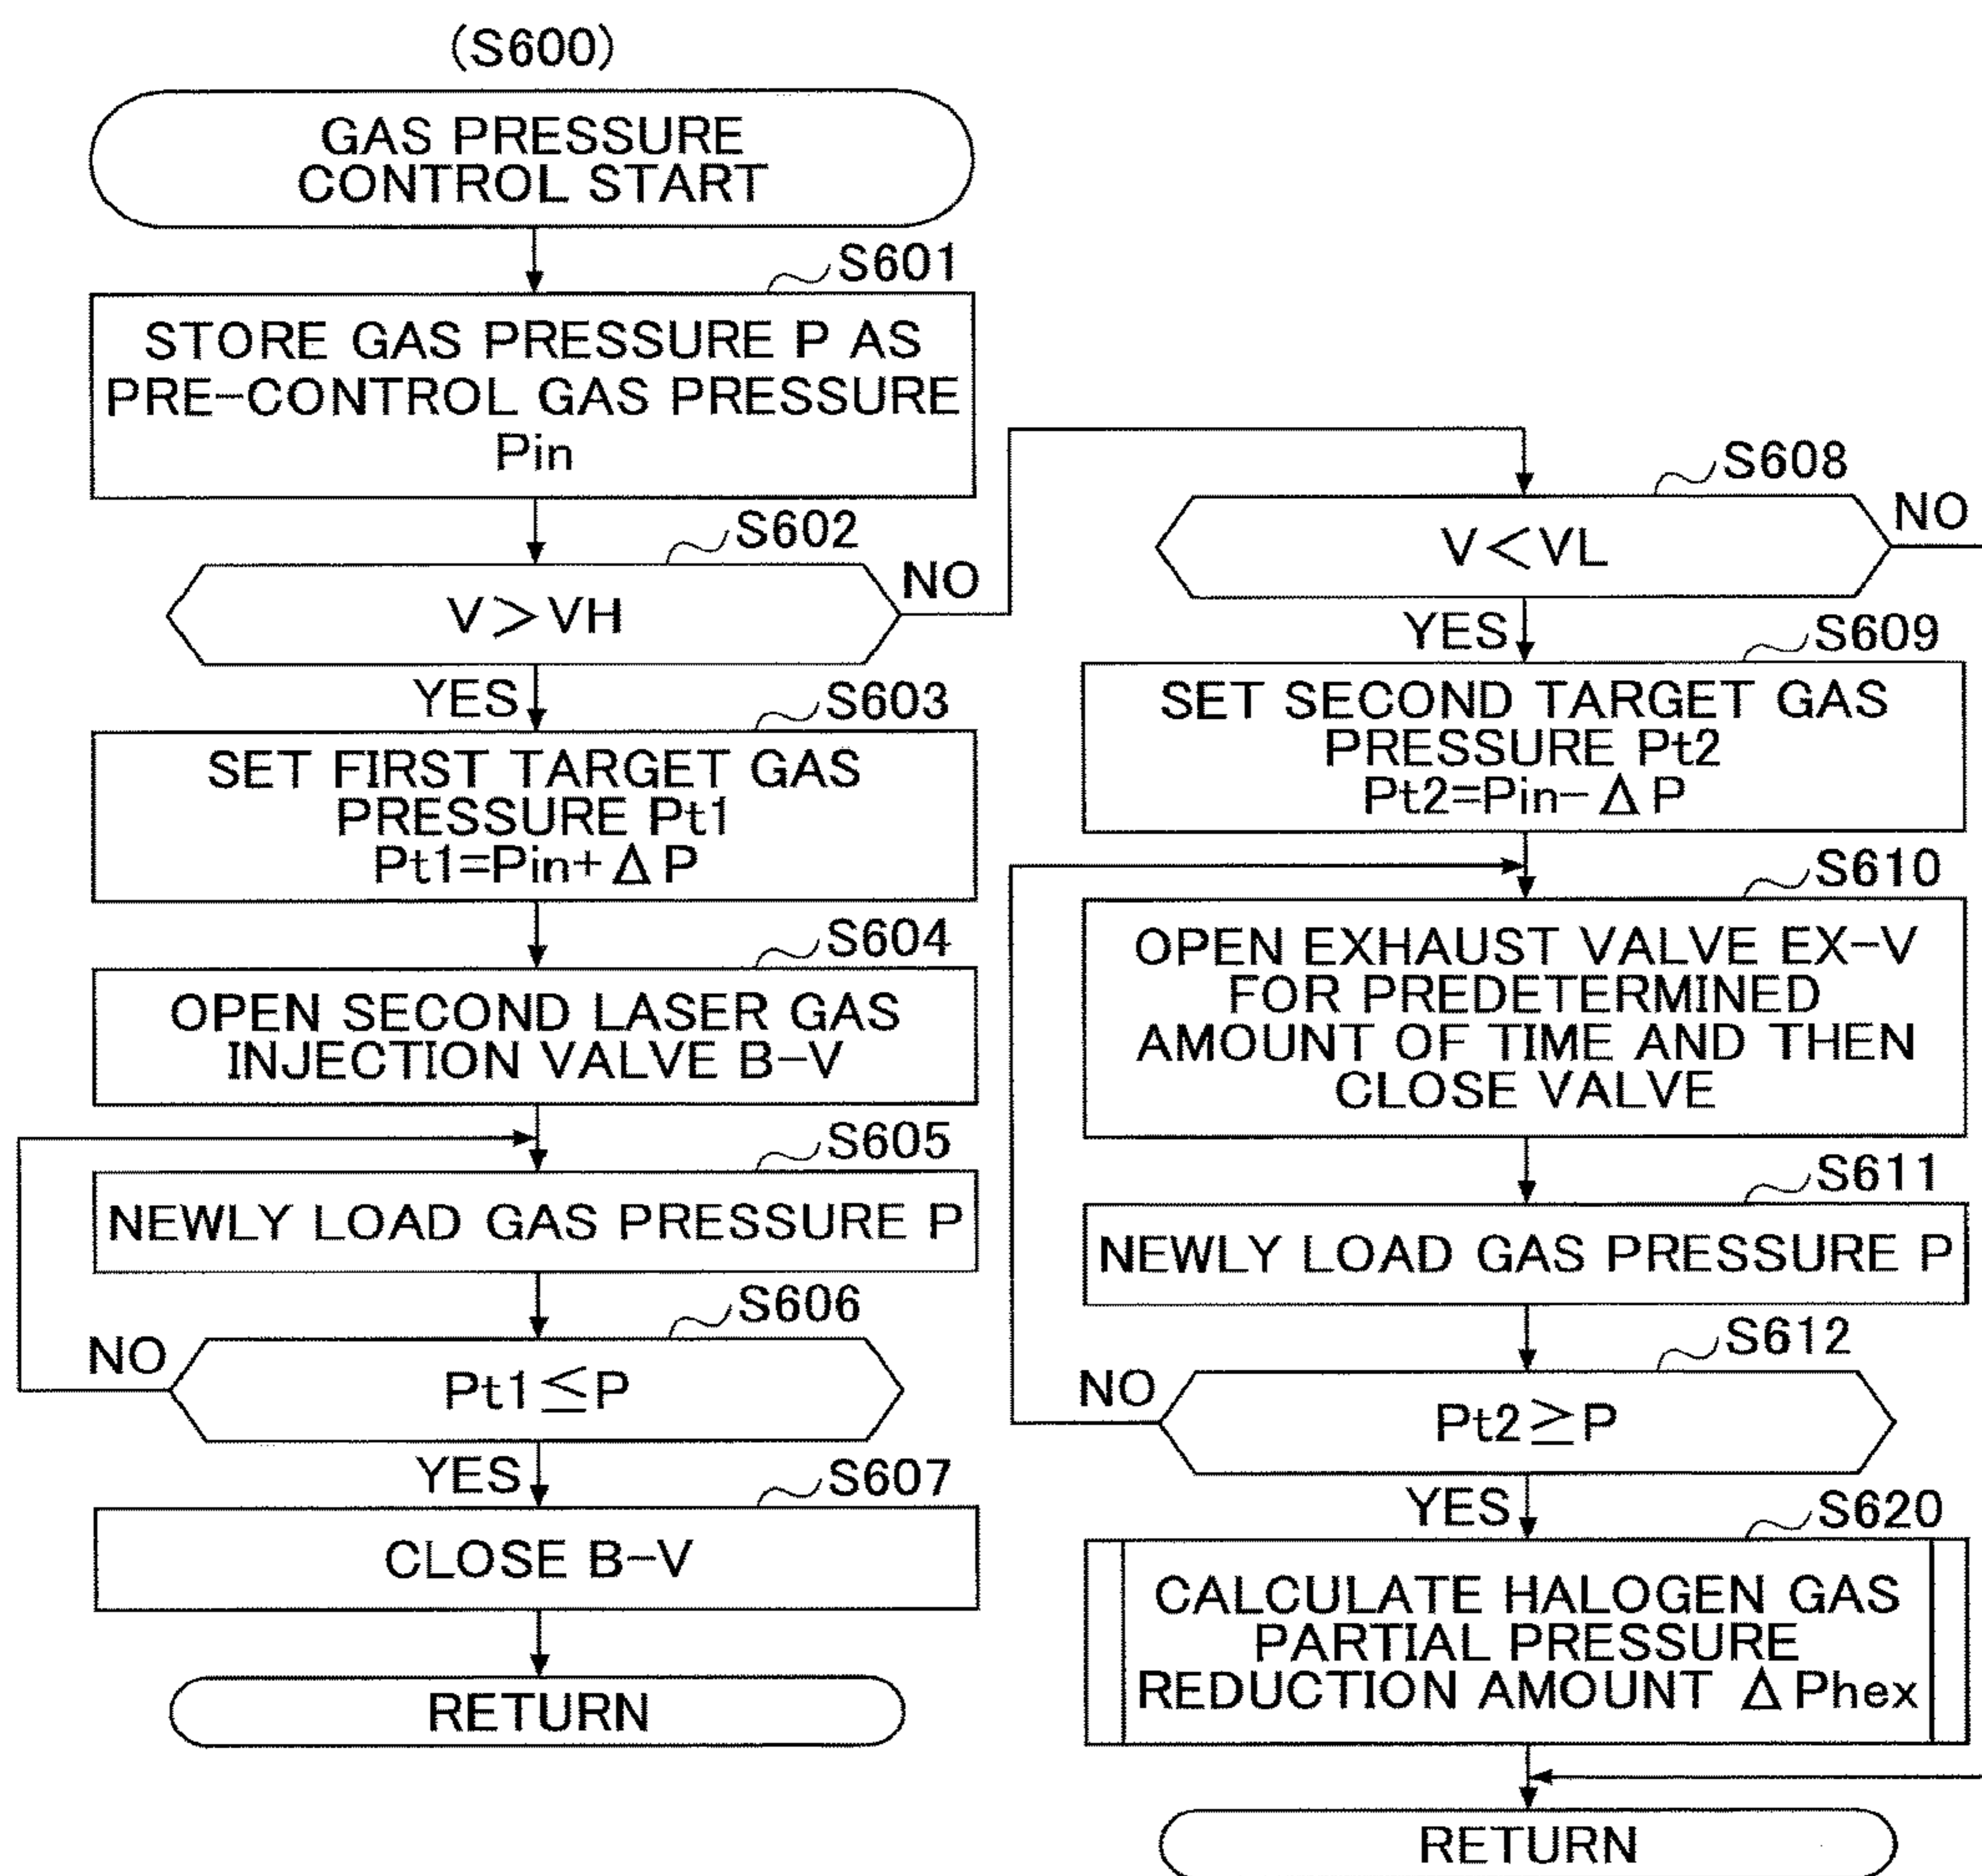 (S600)
GAS PRESSURE
CONTROL START
S601
STORE GAS PRESSURE P AS
PRE-CONTROL GAS PRESSURE
Pin
S602
V>VH
NO
YES
S603
SET FIRST TARGET GAS
PRESSURE Pt1
Pt1=Pin+ΔP
S604
OPEN SECOND LASER GAS
INJECTION VALVE B-V
S605
NEWLY LOAD GAS PRESSURE P
S606
NO
Pt1≦P
YES
S607
CLOSE B-V
RETURN
S608
NO
V<VL
YES
S609
SET SECOND TARGET GAS
PRESSURE Pt2
Pt2=Pin-ΔP
S610
OPEN EXHAUST VALVE EX-V
FOR PREDETERMINED
AMOUNT OF TIME AND THEN
CLOSE VALVE
S611
NEWLY LOAD GAS PRESSURE P
S612
NO
Pt2≧P
YES
S620
CALCULATE HALOGEN GAS
PARTIAL PRESSURE
REDUCTION AMOUNT ΔPhex
RETURN